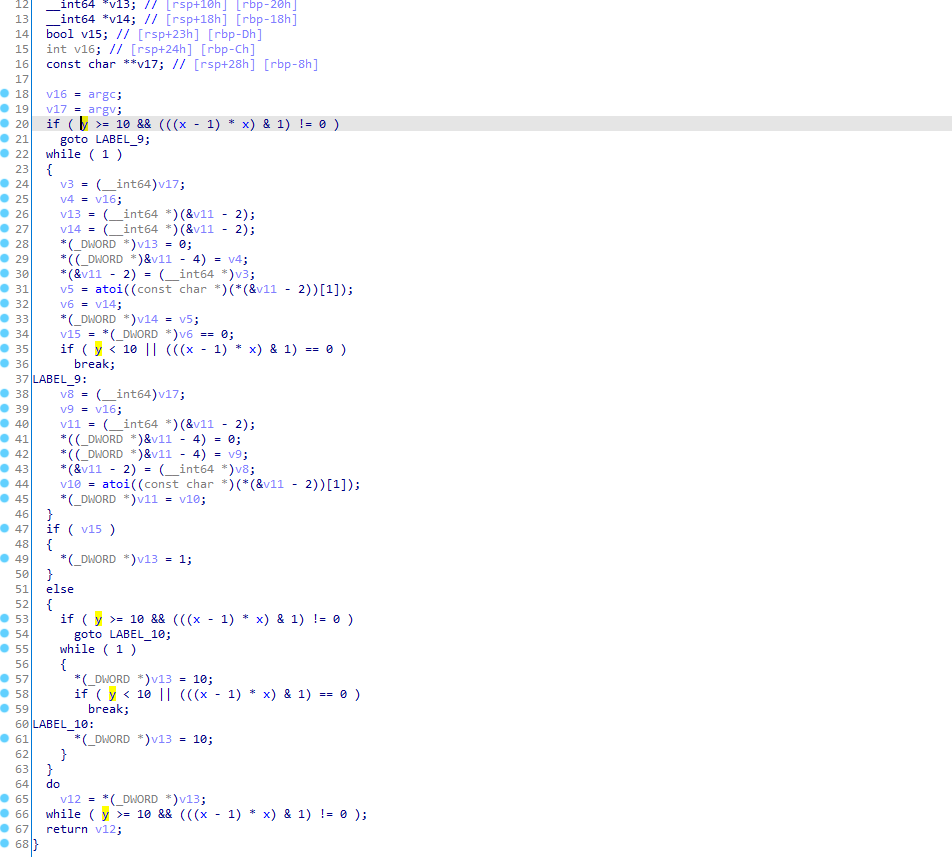 12 __int64 *v13; // [rsp+10h] [rbp-20h]
13 __int64 *v14; // [rsp+18h] [rbp-18h]
14 bool v15; // [rsp+23h] [rbp-Dh]
15 int v16; // [rsp+24h] [rbp-Ch]
16 const char **v17; // [rsp+28h] [rbp-8h]
17
18 v16 = argc;
19 v17 = argv;
20 if ( y >= 10 && (((x - 1) * x) & 1) != 0 )
21 goto LABEL_9;
22 while ( 1 )
23 {
24 v3 = (__int64)v17;
25 v4 = v16;
26 v13 = (__int64 *)(&v11 - 2);
27 v14 = (__int64 *)(&v11 - 2);
28 *(_DWORD *)v13 = 0;
29 *((_DWORD *)&v11 - 4) = v4;
30 *(&v11 - 2) = (__int64 *)v3;
31 v5 = atoi((const char *)(*(&v11 - 2))[1]);
32 v6 = v14;
33 *(_DWORD *)v14 = v5;
34 v15 = *(_DWORD *)v6 == 0;
35 if ( y < 10 || (((x - 1) * x) & 1) == 0 )
36 break;
37 LABEL_9:
38 v8 = (__int64)v17;
39 v9 = v16;
40 v11 = (__int64 *)(&v11 - 2);
41 *((_DWORD *)&v11 - 4) = 0;
42 *((_DWORD *)&v11 - 4) = v9;
43 *(&v11 - 2) = (__int64 *)v8;
44 v10 = atoi((const char *)(*(&v11 - 2))[1]);
45 *(_DWORD *)v11 = v10;
46 }
47 if ( v15 )
48 {
49 *(_DWORD *)v13 = 1;
50 }
51 else
52 {
53 if ( y >= 10 && (((x - 1) * x) & 1) != 0 )
54 goto LABEL_10;
55 while ( 1 )
56 {
57 *(_DWORD *)v13 = 10;
58 if ( y < 10 || (((x - 1) * x) & 1) == 0 )
59 break;
60 LABEL_10:
61 *(_DWORD *)v13 = 10;
62 }
63 }
64 do
65 v12 = *(_DWORD *)v13;
66 while ( y >= 10 && (((x - 1) * x) & 1) != 0 );
67 return v12;
68 }